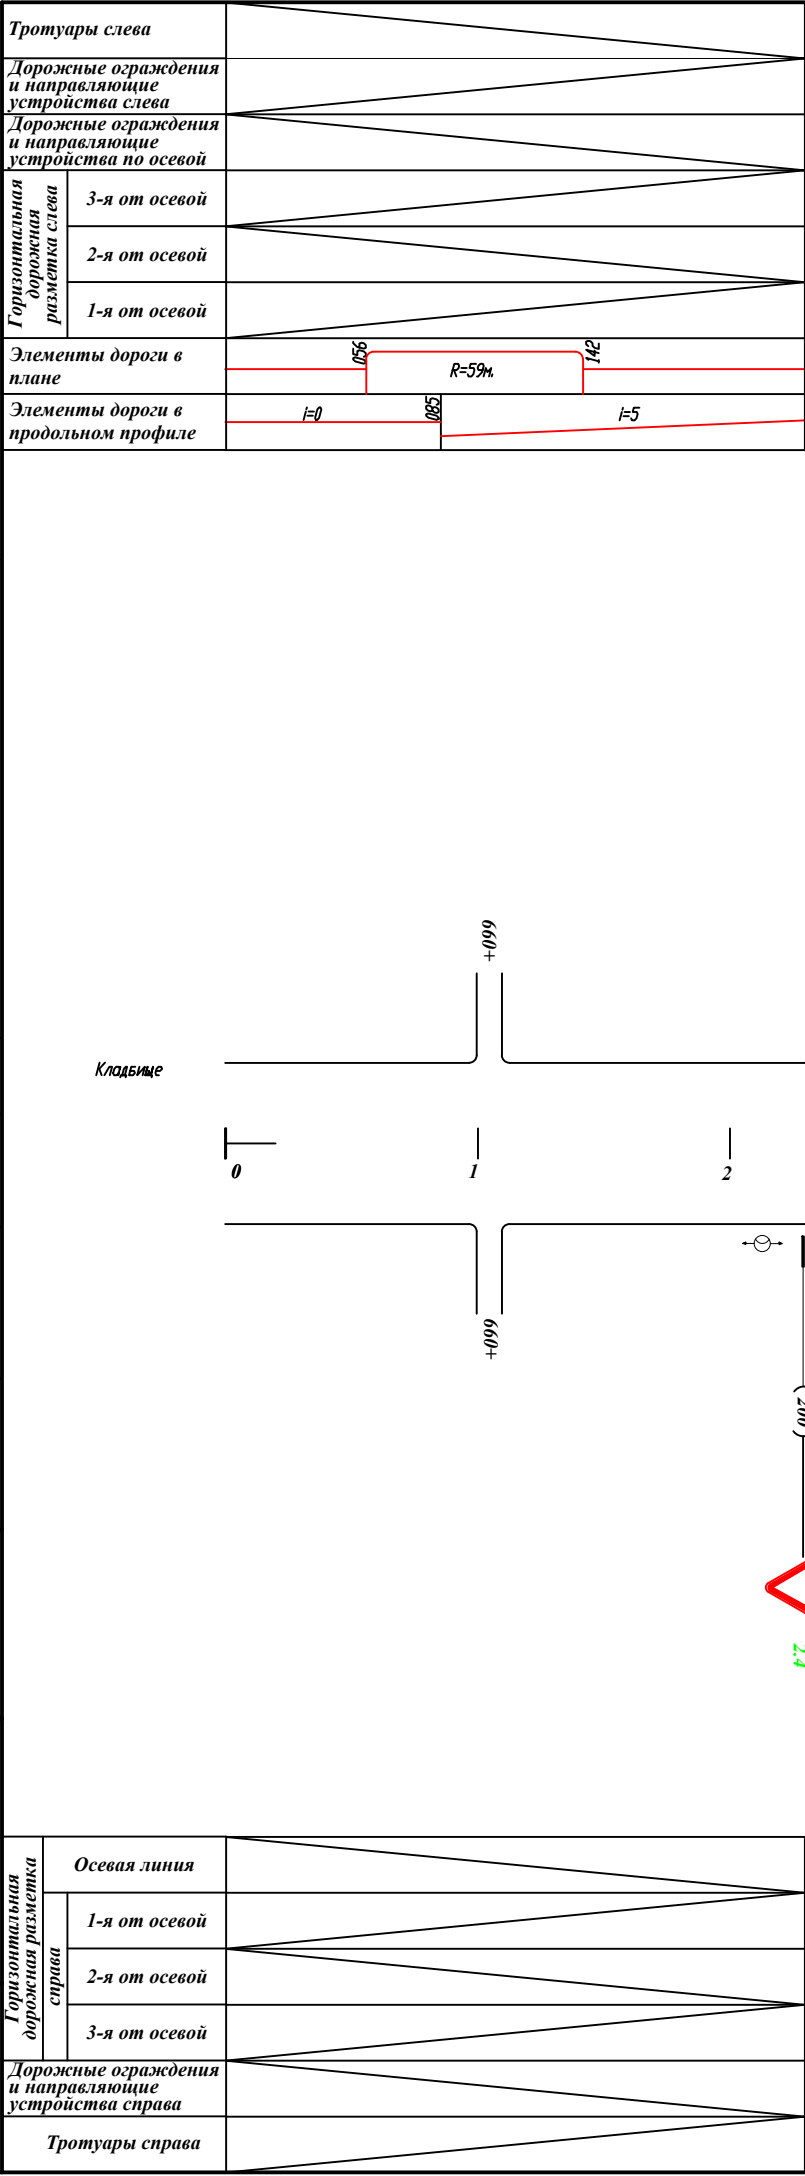 Тротуары слева
Дорожные ограждения
и направляющие
устройства слева
Дорожные ограждения
и направляющие
устройства по осевой
Горизонтальная
дорожная
разметка слева
3-я от осевой
2-я от осевой
1-я от осевой
Элементы дороги в
плане
056
R=59м.
142
Элементы дороги в
продольном профиле
i=0
085
i=5
+099
Кладбище
0
1
2
+099
( 200 )
2.4
Горизонтальная
дорожная разметка
справа
Осевая линия
1-я от осевой
2-я от осевой
3-я от осевой
Дорожные ограждения
и направляющие
устройства справа
Тротуары справа